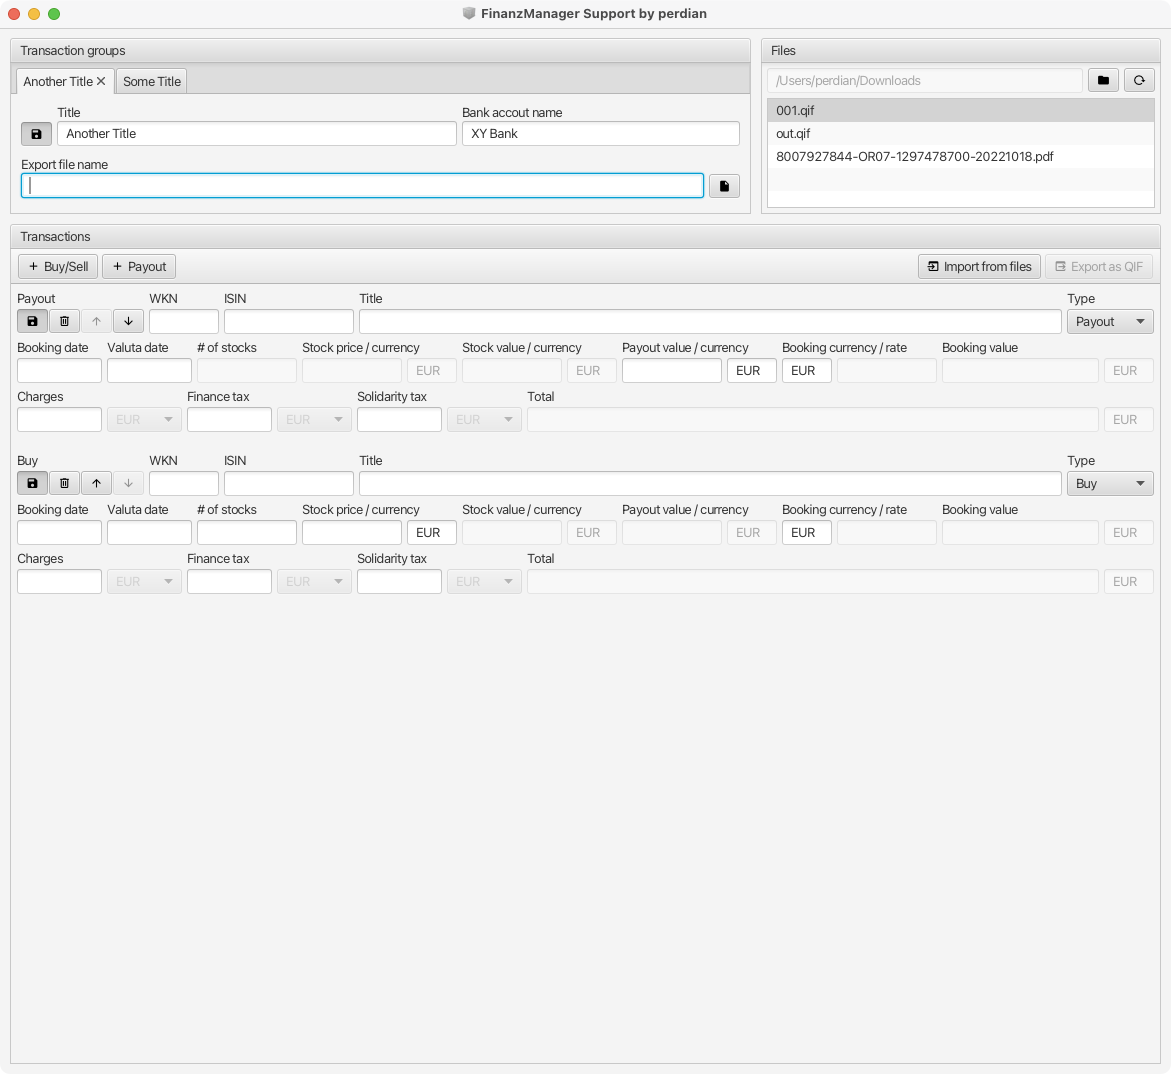 FinanzManager Support by perdian
Transaction groups
Another Title Some Title
Title Bank accout name
Another Title XY Bank
Export file name
Files
/Users/perdian/Downloads
001.qif
out.qif
8007927844-OR07-1297478700-20221018.pdf
Transactions
+ Buy/Sell + Payout Import from files Export as QIF
Payout WKN ISIN Title Type
Payout
Booking date Valuta date # of stocks Stock price / currency Stock value / currency Payout value / currency Booking currency / rate Booking value
EUR EUR EUR EUR EUR
Charges Finance tax Solidarity tax Total
EUR EUR EUR EUR
Buy WKN ISIN Title Type
Buy
Booking date Valuta date # of stocks Stock price / currency Stock value / currency Payout value / currency Booking currency / rate Booking value
EUR EUR EUR EUR EUR
Charges Finance tax Solidarity tax Total
EUR EUR EUR EUR